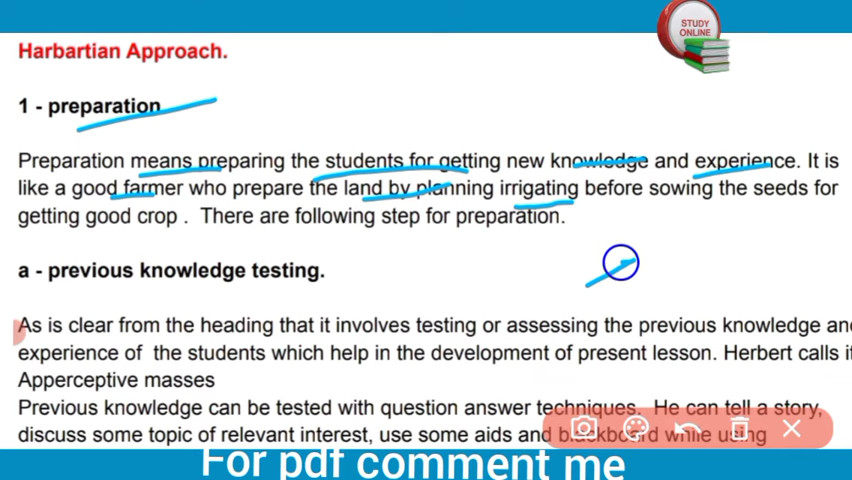 STUDY
ONLINE
Harbartian Approach.
1 - preparation
Preparation means preparing the students for getting new knowledge and experience. It is
like a good farmer who prepare the land by planning irrigating before sowing the seeds for
getting good crop . There are following step for preparation.
a - previous knowledge testing.
As is clear from the heading that it involves testing or assessing the previous knowledge an
experience of the students which help in the development of present lesson. Herbert calls i
Apperceptive masses
Previous knowledge can be tested with question answer techniques. He can tell a story,
discuss some topic of relevant interest, use some aids and blackboard while using
For pdf comment me